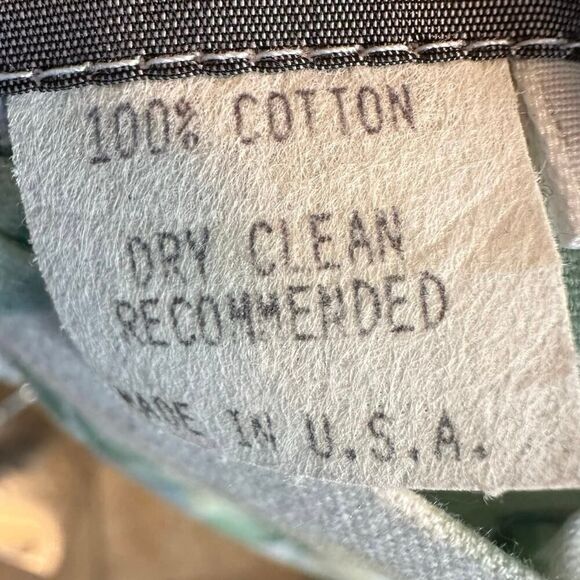 100% COTTON
DRY CLEAN
RECOMMENDED
MADE IN U.S.A.